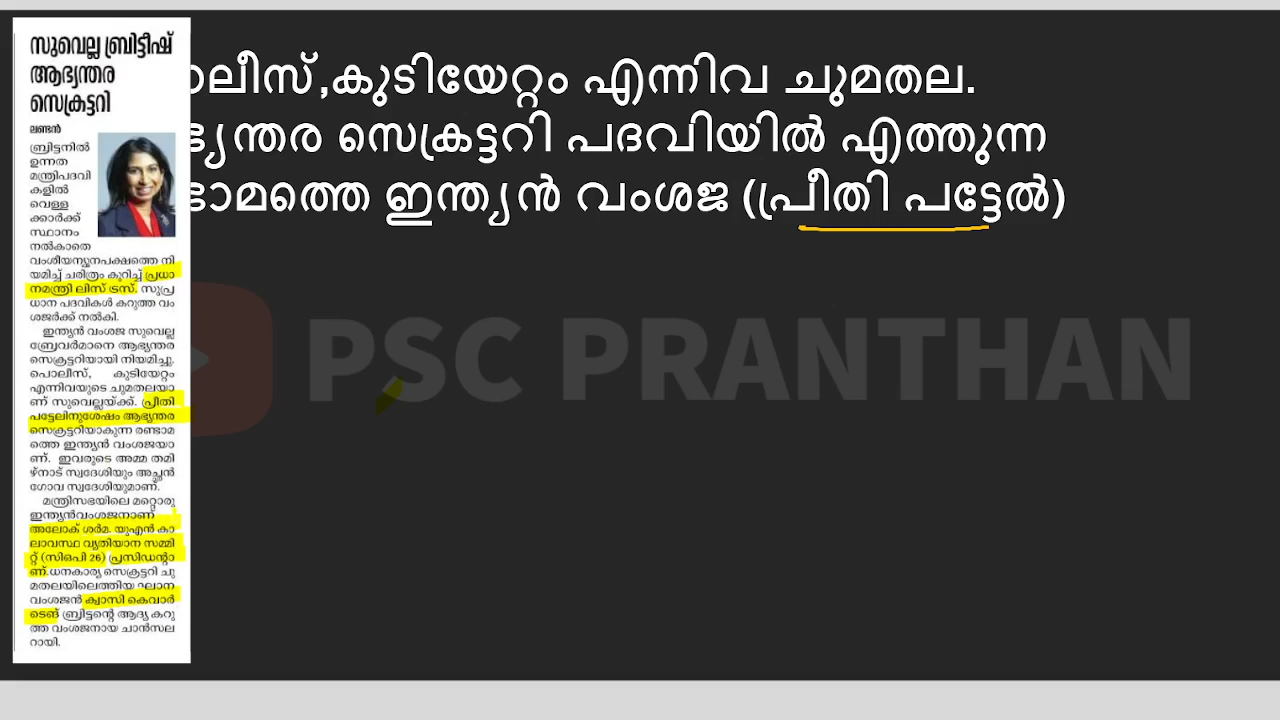 സുവെല്ല ബ്രിട്ടീഷ്
ആഭ്യന്തര
സെക്രട്ടറി
ലണ്ടൻ
ബ്രിട്ടനിൽ
ഉന്നത
മന്ത്രിപദവി
കളിൽ
വെള്ള
ക്കാർക്ക്
സ്ഥാനം
നൽകാതെ
വംശീയന്യൂനപക്ഷത്തെ നി
യമിച്ച് ചരിത്രം കുറിച്ച് പ്രധാ
നമന്ത്രി ലിസ് ട്രസ്. സുപ്ര
ധാന പദവികൾ കറുത്ത വം
ശജർക്ക് നൽകി.
ഇന്ത്യൻ വംശജ സുവെല്ല
ബ്രേവർമാനെ ആഭ്യന്തര
സെക്രട്ടറിയായി നിയമിച്ചു.
പൊലീസ്, കുടിയേറ്റം
എന്നിവയുടെ ചുമതലയാ
ണ് സുവെല്ലയ്ക്ക്. പ്രീതി
പട്ടേലിനുശേഷം ആഭ്യന്തര
സെക്രട്ടറിയാകുന്ന രണ്ടാമ
ത്തെ ഇന്ത്യൻ വംശജയാ
ണ്. ഇവരുടെ അമ്മ തമി
ഴ്നാട് സ്വദേശിയും അച്ഛൻ
ഗോവ സ്വദേശിയുമാണ്.
മന്ത്രിസഭയിലെ മറ്റൊരു
ഇന്ത്യൻവംശജനാണ്
അലോക് ശർമ. യുഎൻ കാ
ലാവസ്ഥ വ്യതിയാന സമ്മി
റ്റ് (സിഒപി 26) പ്രസിഡന്റാ
ണ്.ധനകാര്യ സെക്രട്ടറി ചു
മതലയിലെത്തിയ ഘാന
വംശജൻ ക്വാസി കെവാർ
ടെങ് ബ്രിട്ടന്റെ ആദ്യ കറു
ത്ത വംശജനായ ചാൻസല
റായി.
ലീസ്,കുടിയേറ്റം എന്നിവ ചുമതല.
ഭ്യന്തര സെക്രട്ടറി പദവിയിൽ എത്തുന്ന
ടാമത്തെ ഇന്ത്യൻ വംശജ (പ്രീതി പട്ടേൽ)
PSC PRANTHAN